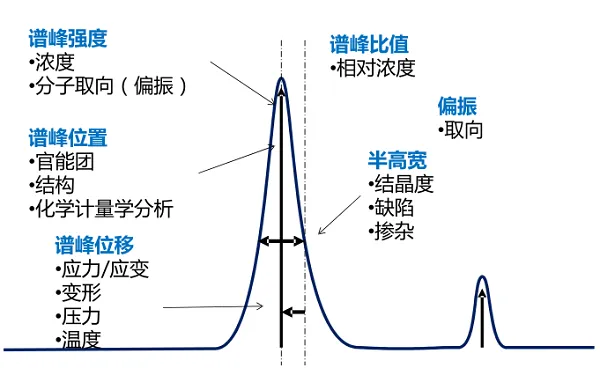 谱峰强度
•浓度
•分子取向（偏振）
谱峰位置
•官能团
•结构
•化学计量学分析
谱峰位移
•应力/应变
•变形
•压力
•温度
谱峰比值
•相对浓度
偏振
•取向
半高宽
•结晶度
•缺陷
•掺杂